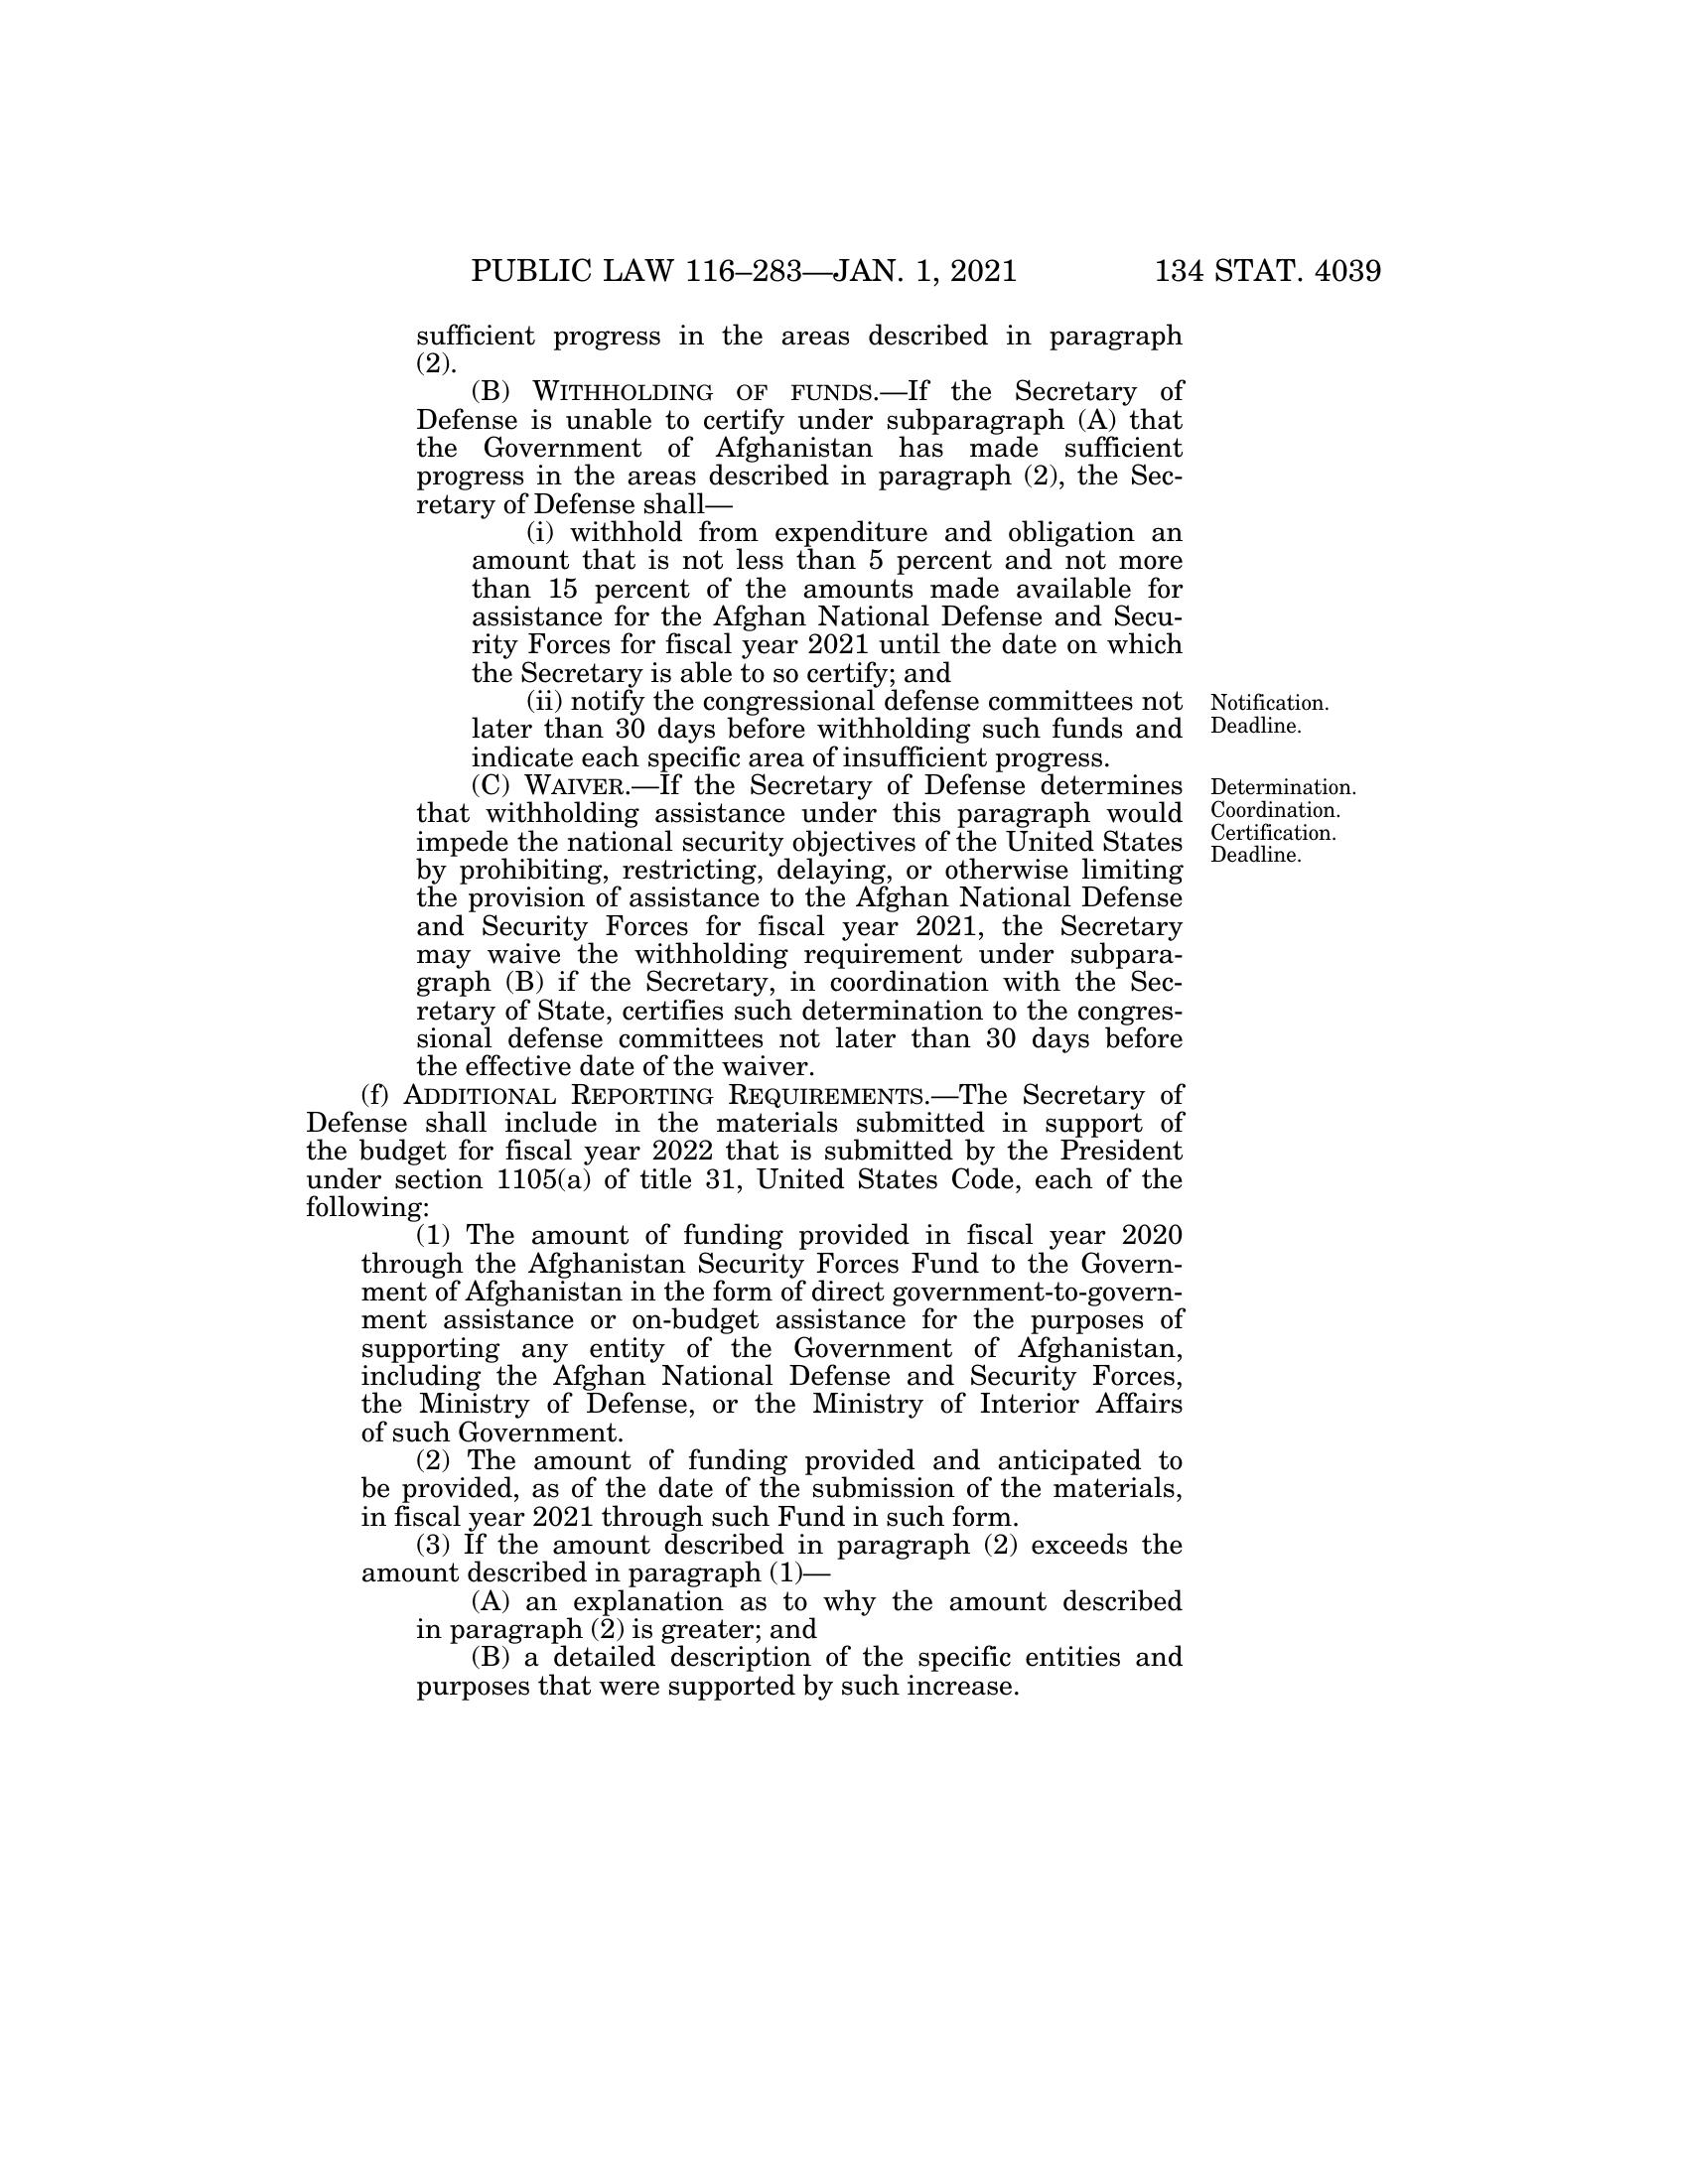 PUBLIC LAW 116–283—JAN. 1, 2021 134 STAT. 4039
sufficient progress in the areas described in paragraph
(2).
(B) WITHHOLDING OF FUNDS.—If the Secretary of
Defense is unable to certify under subparagraph (A) that
the Government of Afghanistan has made sufficient
progress in the areas described in paragraph (2), the Sec-
retary of Defense shall—
(i) withhold from expenditure and obligation an
amount that is not less than 5 percent and not more
than 15 percent of the amounts made available for
assistance for the Afghan National Defense and Secu-
rity Forces for fiscal year 2021 until the date on which
the Secretary is able to so certify; and
(ii) notify the congressional defense committees not
later than 30 days before withholding such funds and
indicate each specific area of insufficient progress.
Notification.
Deadline.
(C) WAIVER.—If the Secretary of Defense determines
that withholding assistance under this paragraph would
impede the national security objectives of the United States
by prohibiting, restricting, delaying, or otherwise limiting
the provision of assistance to the Afghan National Defense
and Security Forces for fiscal year 2021, the Secretary
may waive the withholding requirement under subpara-
graph (B) if the Secretary, in coordination with the Sec-
retary of State, certifies such determination to the congres-
sional defense committees not later than 30 days before
the effective date of the waiver.
Determination.
Coordination.
Certification.
Deadline.
(f) ADDITIONAL REPORTING REQUIREMENTS.—The Secretary of
Defense shall include in the materials submitted in support of
the budget for fiscal year 2022 that is submitted by the President
under section 1105(a) of title 31, United States Code, each of the
following:
(1) The amount of funding provided in fiscal year 2020
through the Afghanistan Security Forces Fund to the Govern-
ment of Afghanistan in the form of direct government-to-govern-
ment assistance or on-budget assistance for the purposes of
supporting any entity of the Government of Afghanistan,
including the Afghan National Defense and Security Forces,
the Ministry of Defense, or the Ministry of Interior Affairs
of such Government.
(2) The amount of funding provided and anticipated to
be provided, as of the date of the submission of the materials,
in fiscal year 2021 through such Fund in such form.
(3) If the amount described in paragraph (2) exceeds the
amount described in paragraph (1)—
(A) an explanation as to why the amount described
in paragraph (2) is greater; and
(B) a detailed description of the specific entities and
purposes that were supported by such increase.